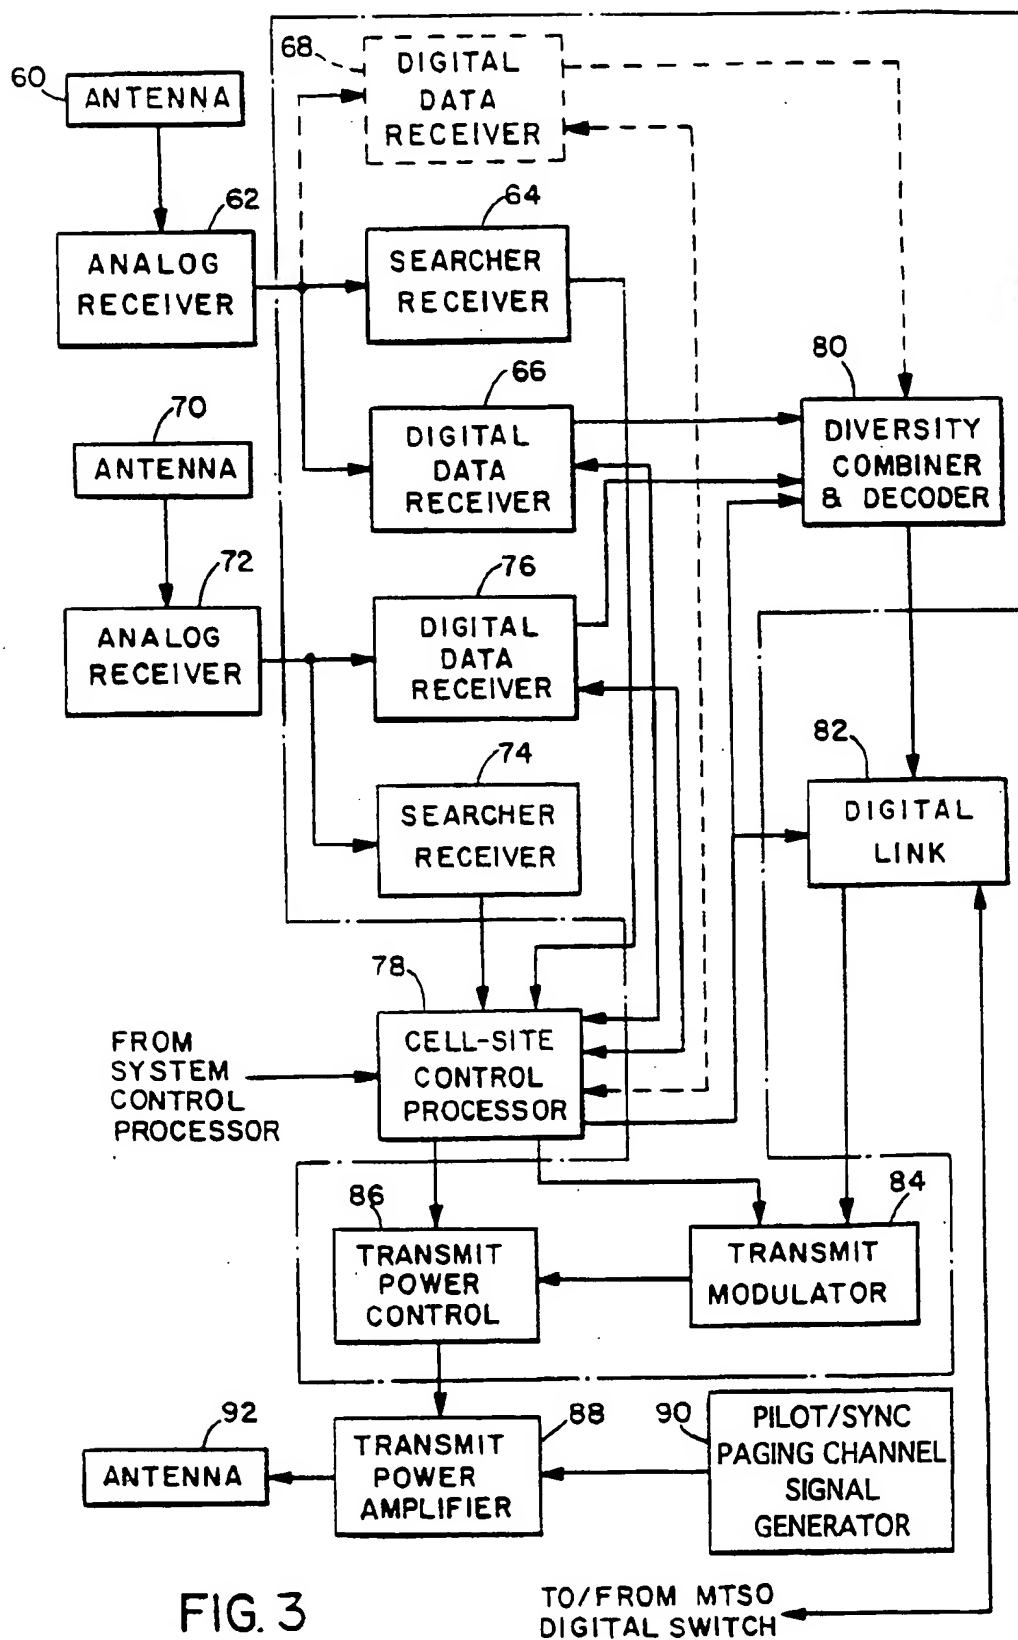 68
DIGITAL
DATA
RECEIVER
60
ANTENNA
62
ANALOG
RECEIVER
64
SEARCHER
RECEIVER
66
DIGITAL
DATA
RECEIVER
80
DIVERSITY
COMBINER
& DECODER
70
ANTENNA
72
ANALOG
RECEIVER
76
DIGITAL
DATA
RECEIVER
74
SEARCHER
RECEIVER
82
DIGITAL
LINK
78
CELL-SITE
CONTROL
PROCESSOR
FROM
SYSTEM
CONTROL
PROCESSOR
86
TRANSMIT
POWER
CONTROL
84
TRANSMIT
MODULATOR
92
ANTENNA
88
TRANSMIT
POWER
AMPLIFIER
90
PILOT/SYNC
PAGING CHANNEL
SIGNAL
GENERATOR
FIG. 3
TO/FROM MTSO
DIGITAL SWITCH